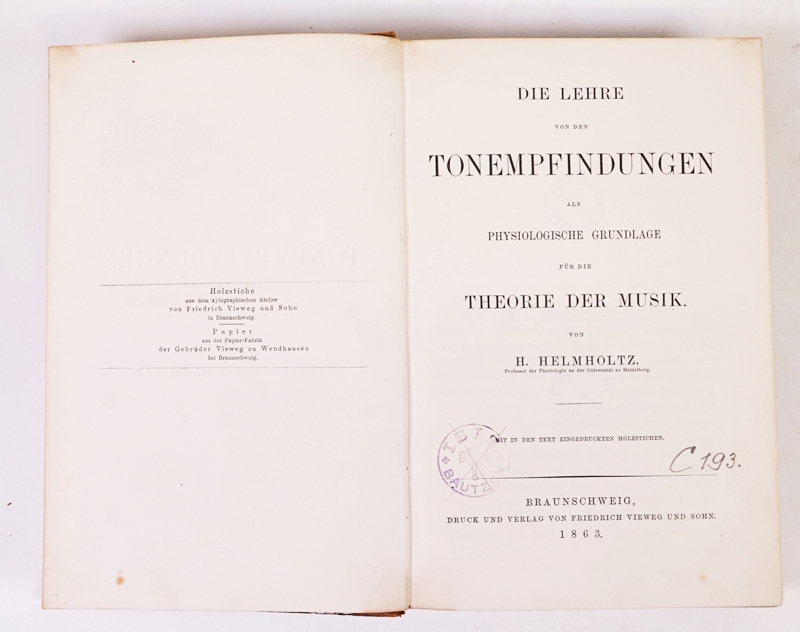 Holzstiche
aus dem xylographischen Atelier
von Friedrich Vieweg und Sohn
in Braunschweig.
Papier
aus der Papier-Fabrik
der Gebrüder Vieweg zu Wendhausen
bei Braunschweig.
DIE LEHRE
VON DEN
TONEMPFINDUNGEN
ALS
PHYSIOLOGISCHE GRUNDLAGE
FÜR DIE
THEORIE DER MUSIK.
VON
H. HELMHOLTZ,
Professor der Physiologie an der Universität zu Heidelberg.
MIT IN DEN TEXT EINGEDRUCKTEN HOLZSTICHEN.
C 193.
BAUTZEN
BRAUNSCHWEIG,
DRUCK UND VERLAG VON FRIEDRICH VIEWEG UND SOHN.
1863.